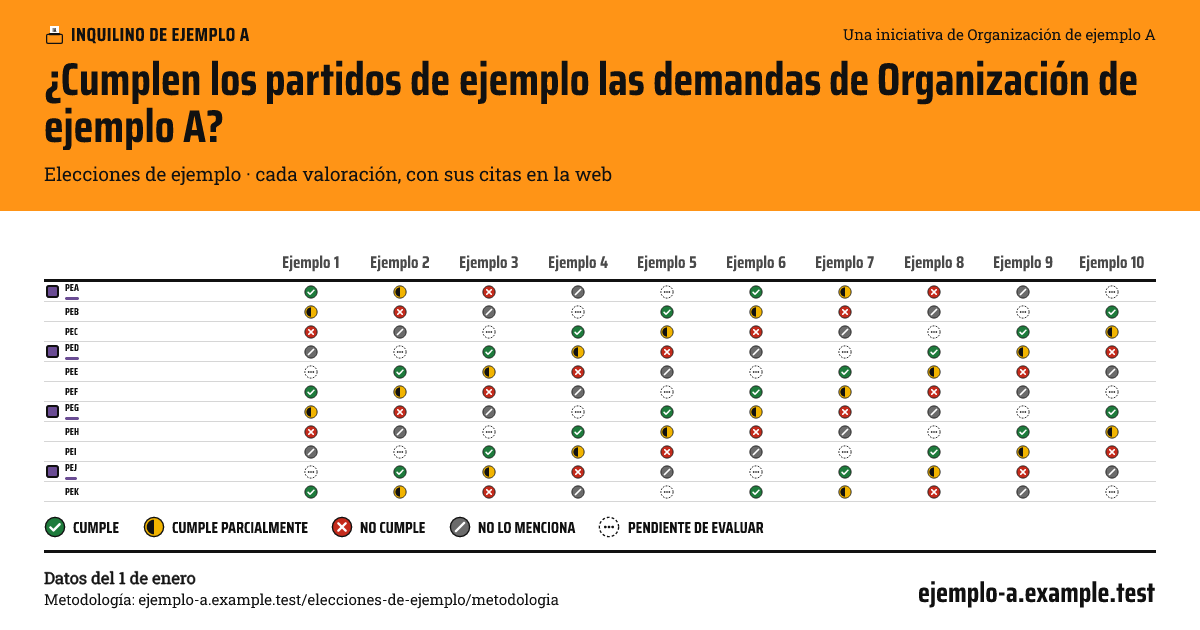 INQUILINO DE EJEMPLO A
Una iniciativa de Organización de ejemplo A
¿Cumplen los partidos de ejemplo las demandas de Organización de
ejemplo A?
Elecciones de ejemplo · cada valoración, con sus citas en la web
Ejemplo 1 Ejemplo 2 Ejemplo 3 Ejemplo 4 Ejemplo 5 Ejemplo 6 Ejemplo 7 Ejemplo 8 Ejemplo 9 Ejemplo 10
PEA
PEB
PEC
PED
PEE
PEF
PEG
PEH
PEI
PEJ
PEK
CUMPLE CUMPLE PARCIALMENTE NO CUMPLE NO LO MENCIONA PENDIENTE DE EVALUAR
Datos del 1 de enero
Metodología: ejemplo-a.example.test/elecciones-de-ejemplo/metodologia
ejemplo-a.example.test